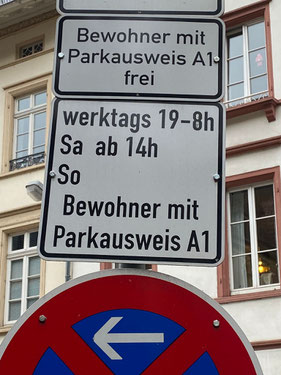 Bewohner mit
Parkausweis A1
frei
werktags 19-8h
Sa ab 14h
So
Bewohner mit
Parkausweis A1